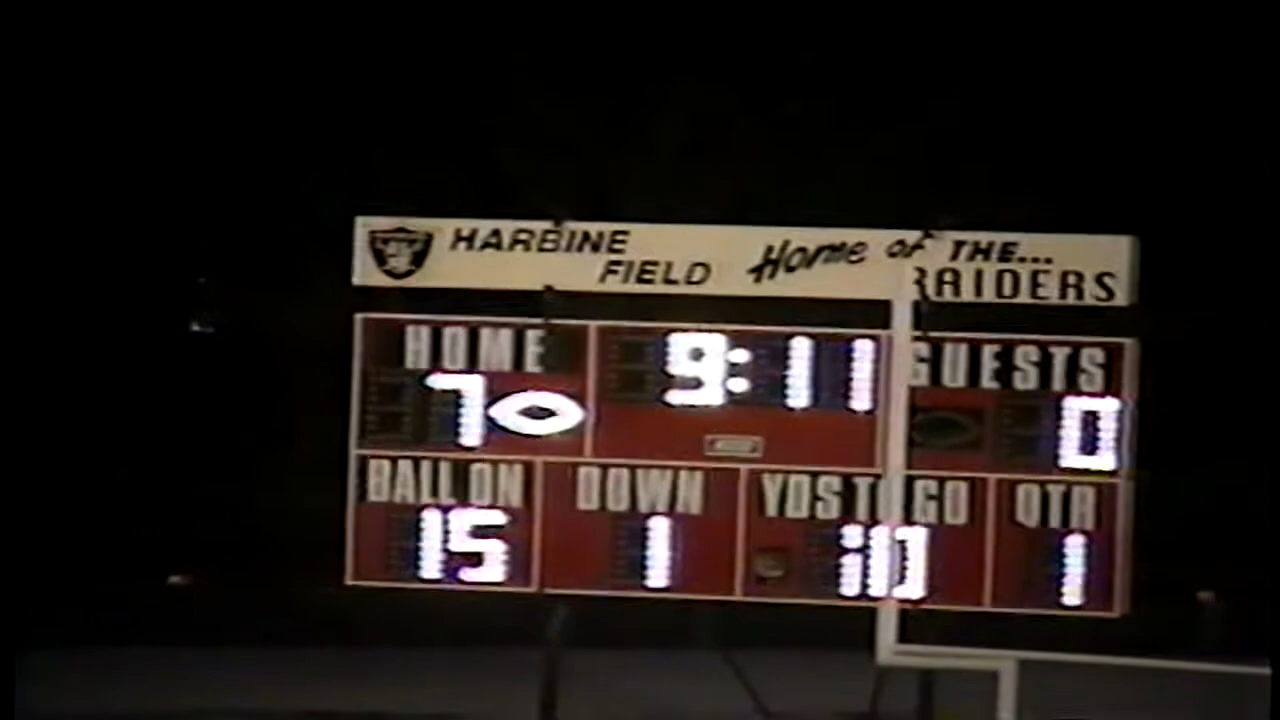 HARBINE
FIELD
Home of THE...
RAIDERS
HOME
7
9:11
GUESTS
0
BALL ON
15
DOWN
1
YDS TO GO
10
QTR
1